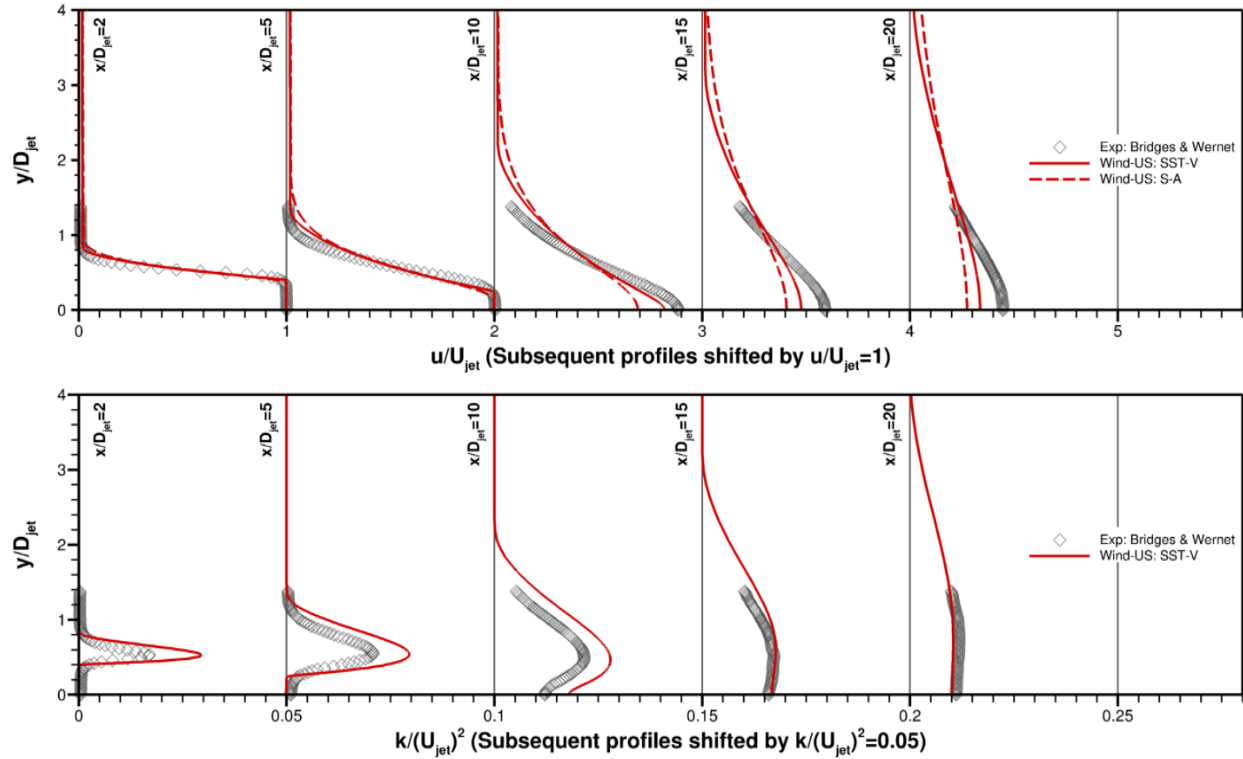 x/D_jet=2
x/D_jet=5
x/D_jet=10
x/D_jet=15
x/D_jet=20
4
3
2
1
0
y/D_jet
Exp: Bridges & Wernet
Wind-US: SST-V
Wind-US: S-A
0
1
2
3
4
5
u/U_jet (Subsequent profiles shifted by u/U_jet=1)
x/D_jet=2
x/D_jet=5
x/D_jet=10
x/D_jet=15
x/D_jet=20
4
3
2
1
0
y/D_jet
Exp: Bridges & Wernet
Wind-US: SST-V
0
0.05
0.1
0.15
0.2
0.25
k/(U_jet)² (Subsequent profiles shifted by k/(U_jet)²=0.05)